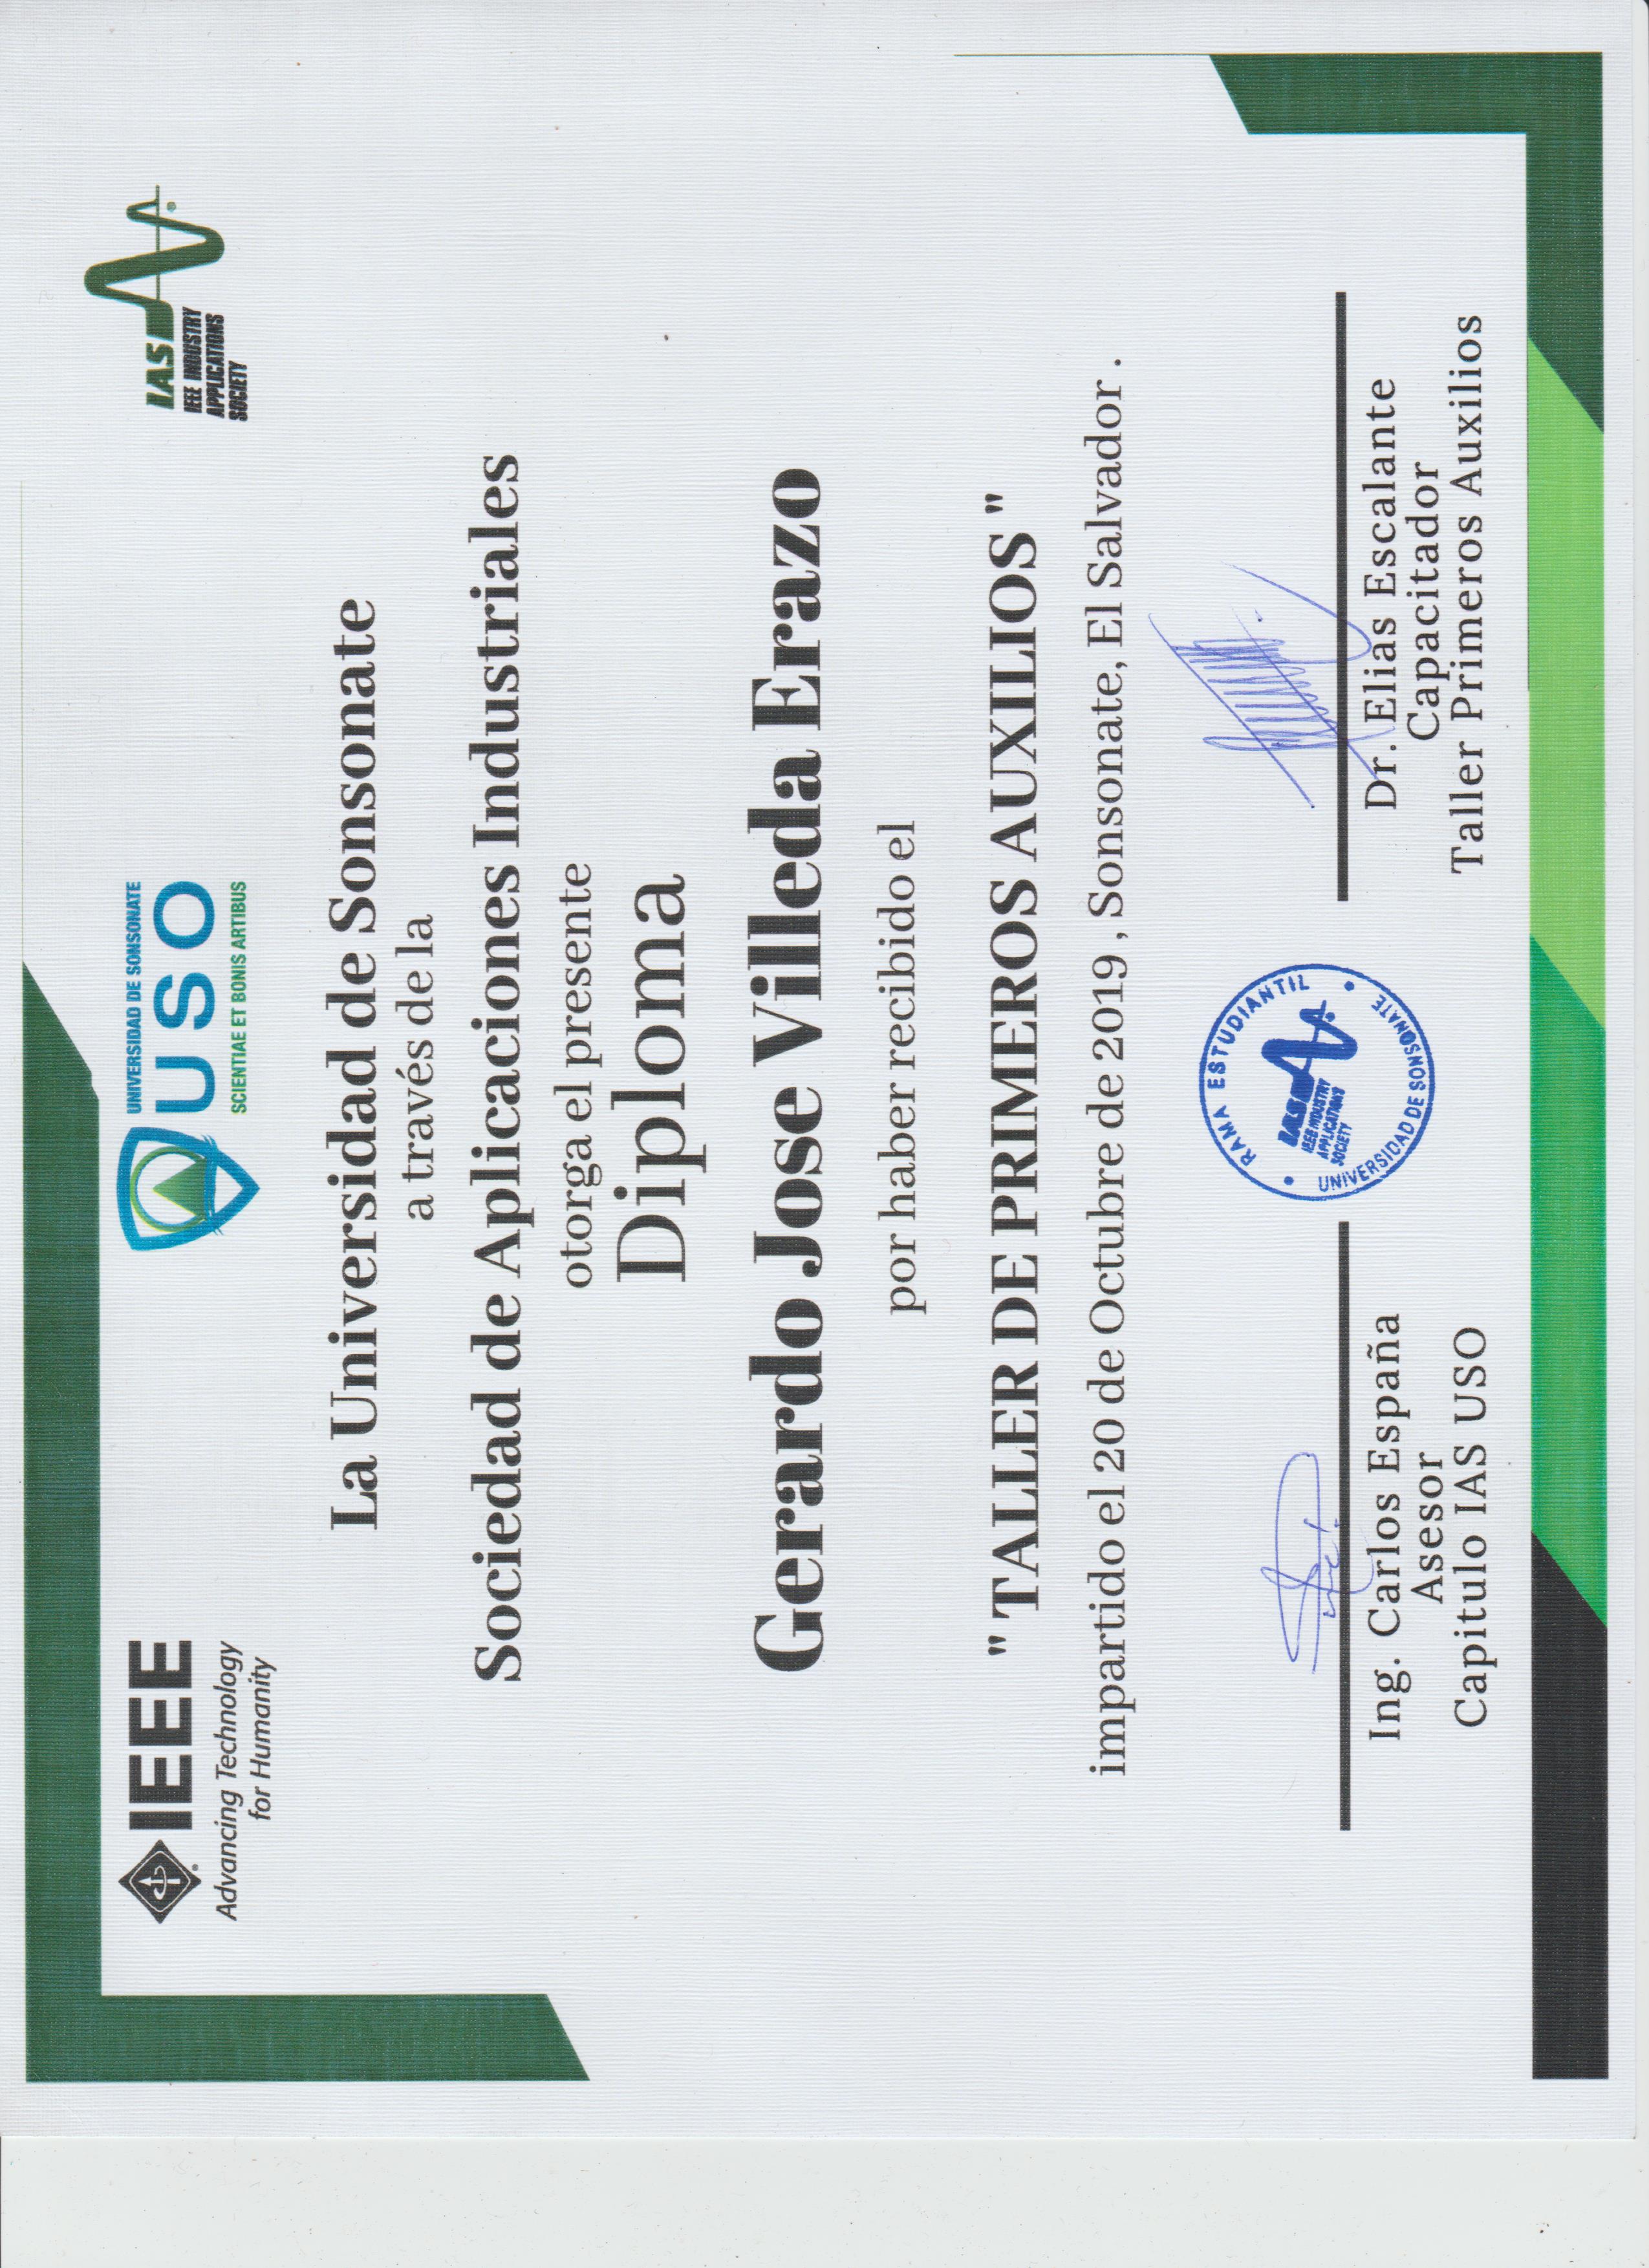 IEEE
Advancing Technology
for Humanity
UNIVERSIDAD DE SONSONATE
USO
SCIENTIAE ET BONIS ARTIBUS
IAS
IEEE INDUSTRY
APPLICATIONS
SOCIETY
La Universidad de Sonsonate
a través de la
Sociedad de Aplicaciones Industriales
otorga el presente
Diploma
Gerardo Jose Villeda Erazo
por haber recibido el
"TALLER DE PRIMEROS AUXILIOS"
impartido el 20 de Octubre de 2019, Sonsonate, El Salvador.
RAMA ESTUDIANTIL
IAS
IEEE INDUSTRY
APPLICATIONS
SOCIETY
UNIVERSIDAD DE SONSONATE
Ing. Carlos España
Asesor
Capitulo IAS USO
Dr. Elias Escalante
Capacitador
Taller Primeros Auxilios